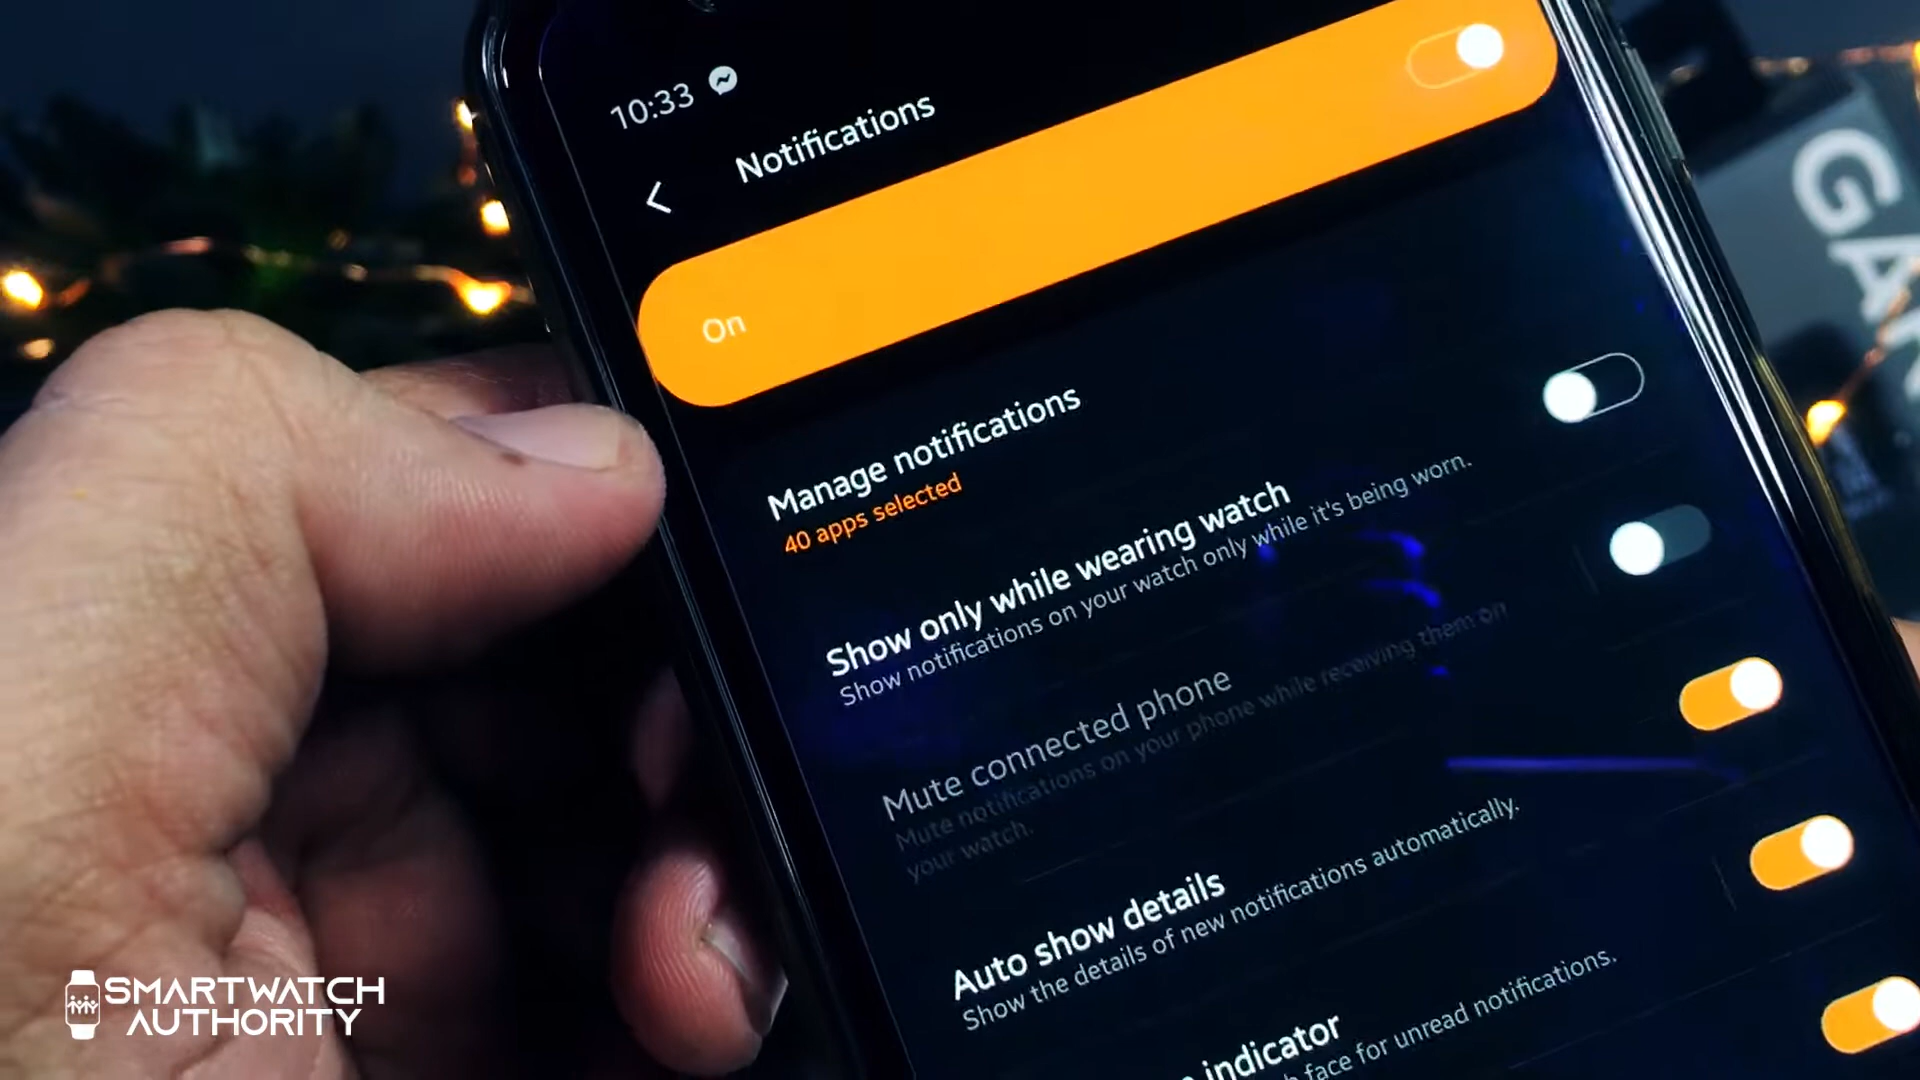 10:33
Notifications
On
Manage notifications
40 apps selected
Show only while wearing watch
Show notifications on your watch only while it's being worn.
Mute connected phone
Mute notifications on your phone while receiving them on
your watch.
Auto show details
Show the details of new notifications automatically.
indicator
face for unread notifications.
GA
SMARTWATCH
AUTHORITY